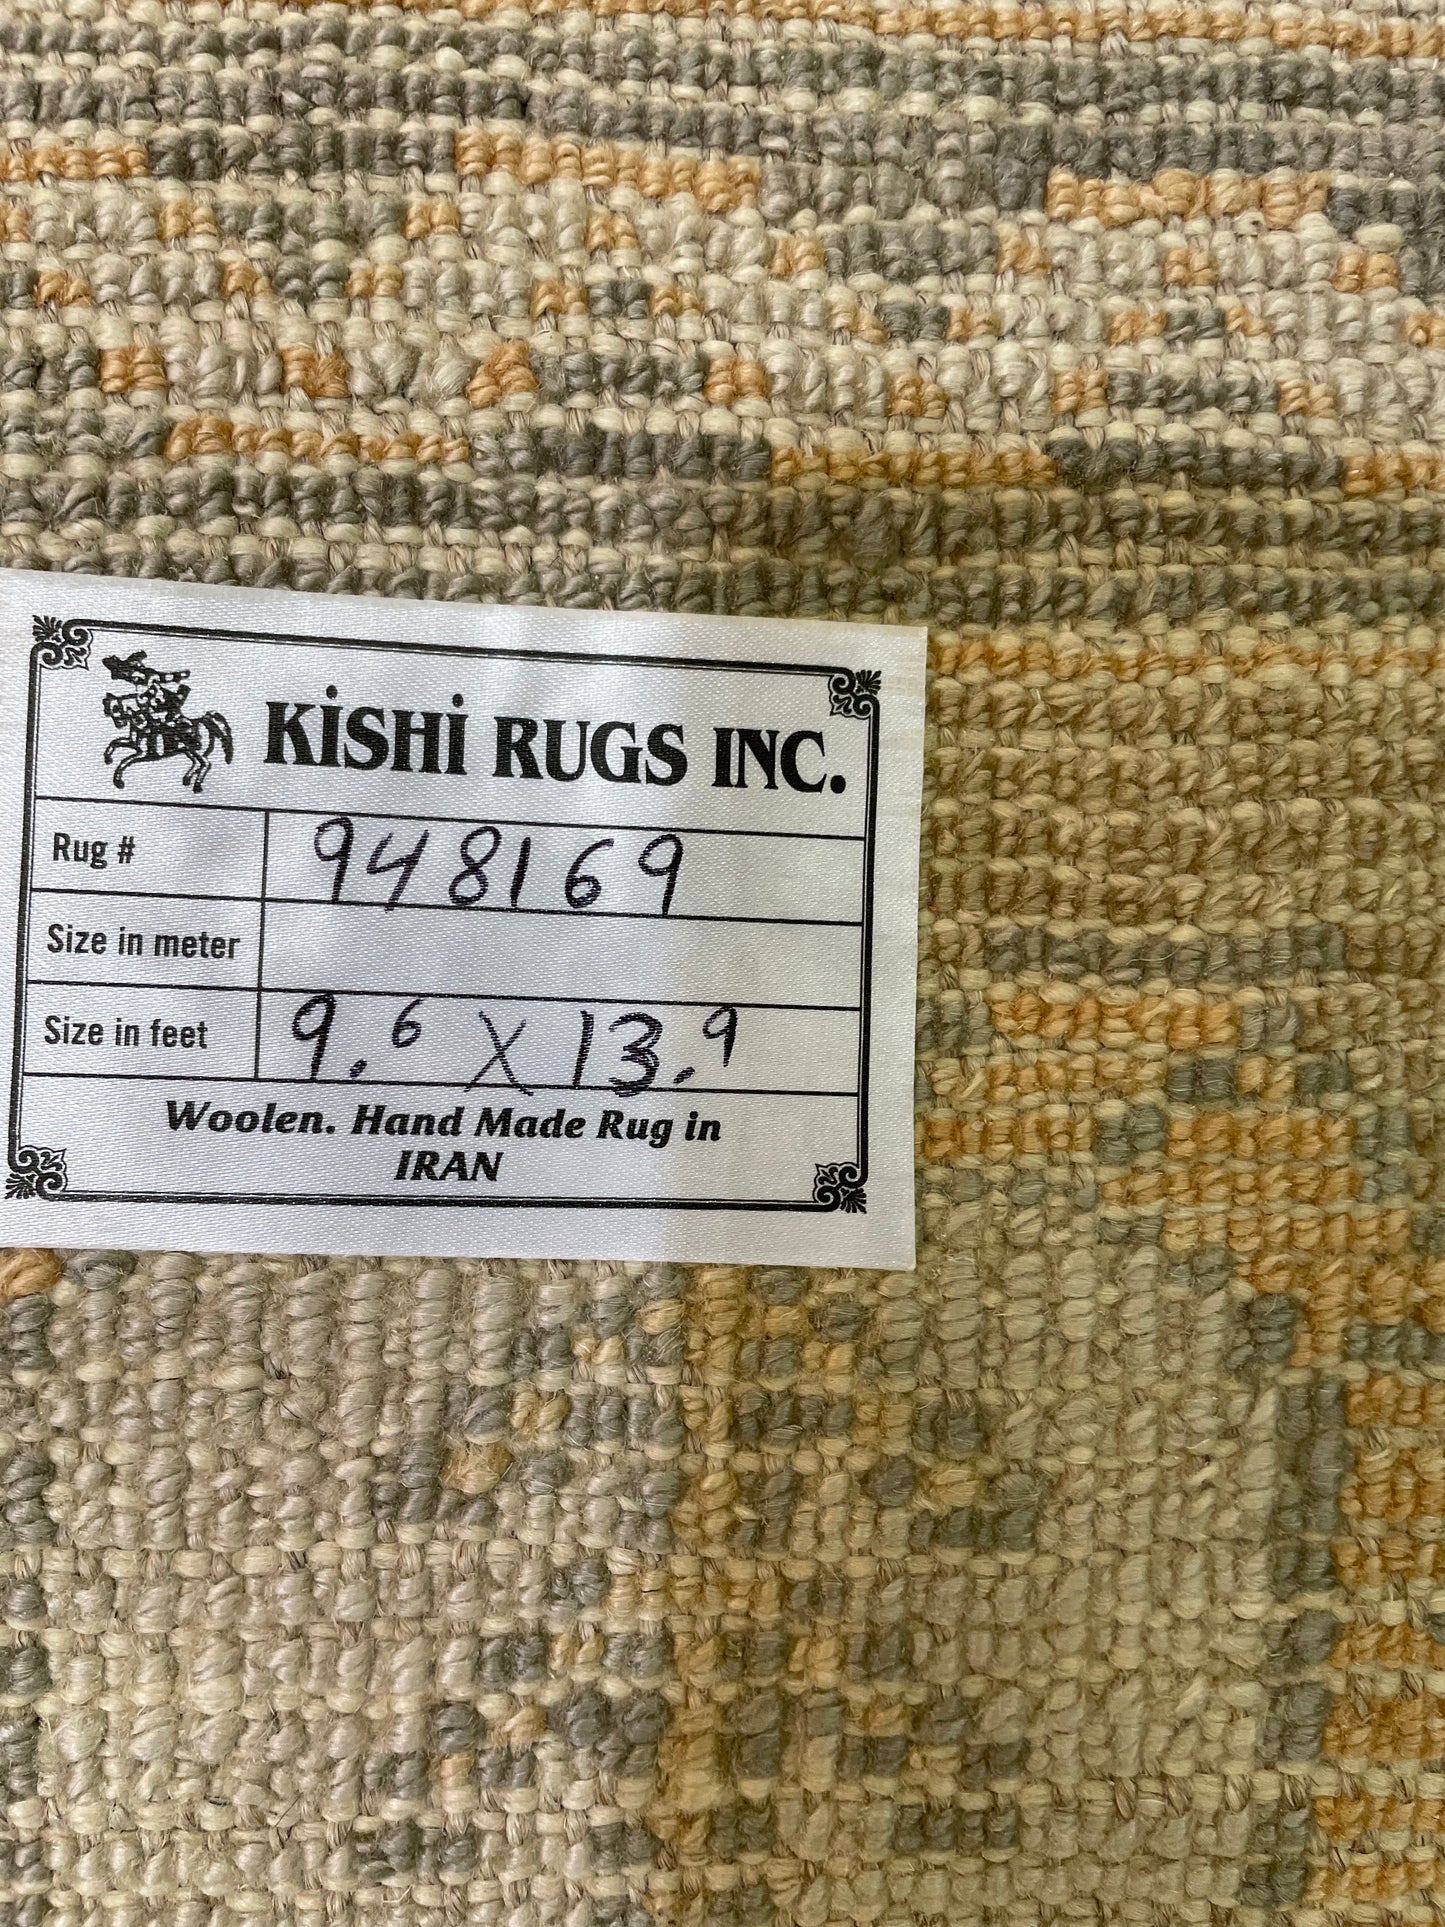 KiSHi RUGS INC.
Rug # 948169
Size in meter
Size in feet 9.6 X 13.9
Woolen. Hand Made Rug in
IRAN